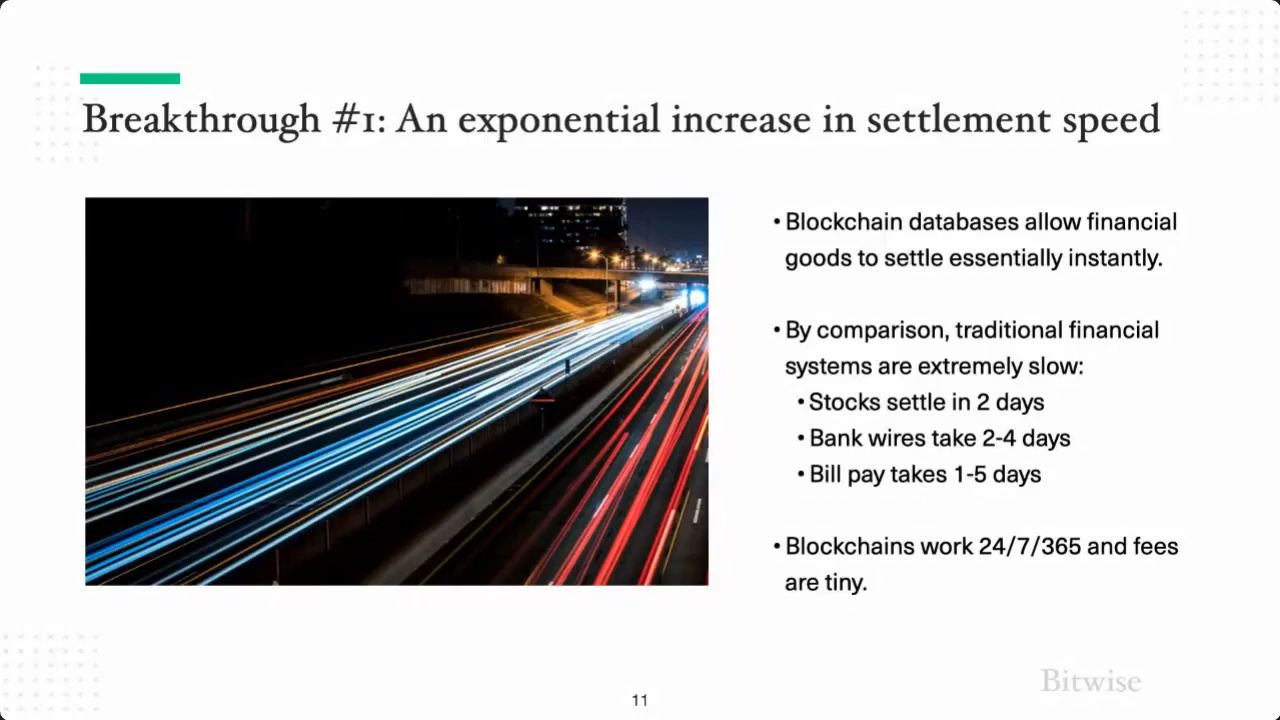 Breakthrough #1: An exponential increase in settlement speed
• Blockchain databases allow financial
goods to settle essentially instantly.
• By comparison, traditional financial
systems are extremely slow:
• Stocks settle in 2 days
• Bank wires take 2-4 days
• Bill pay takes 1-5 days
• Blockchains work 24/7/365 and fees
are tiny.
Bitwise
11